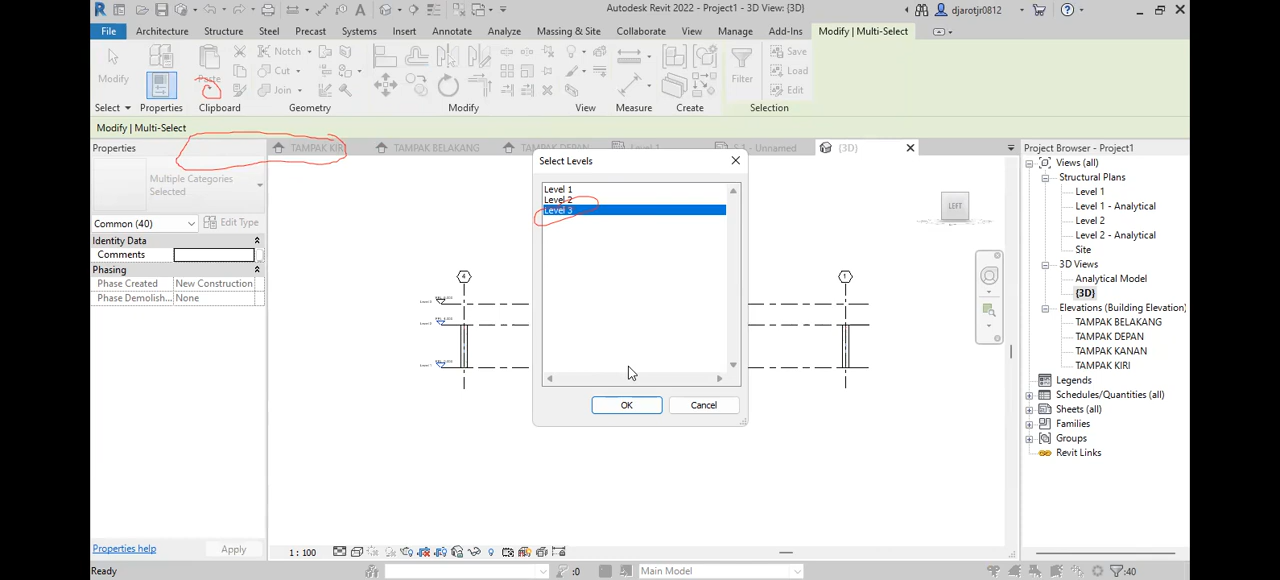 Autodesk Revit 2022 - Project1 - 3D View: {3D}
djarotjr0812
File Architecture Structure Steel Precast Systems Insert Annotate Analyze Massing & Site Collaborate View Manage Add-Ins Modify | Multi-Select
Modify
Paste
Notch
Cut
Join
Filter
Save
Load
Edit
Select Properties Clipboard Geometry Modify View Measure Create Selection
Modify | Multi-Select
Properties
TAMPAK KIRI
TAMPAK BELAKANG
TAMPAK DEPAN
Level 1
Unnamed
{3D}
Project Browser - Project1
Multiple Categories
Selected
Common (40)
Edit Type
Identity Data
Comments
Phasing
Phase Created New Construction
Phase Demolish... None
Properties help
Apply
Select Levels
Level 1
Level 2
Level 3
OK
Cancel
LEFT
4
1
Views (all)
Structural Plans
Level 1
Level 1 - Analytical
Level 2
Level 2 - Analytical
Site
3D Views
Analytical Model
{3D}
Elevations (Building Elevation)
TAMPAK BELAKANG
TAMPAK DEPAN
TAMPAK KANAN
TAMPAK KIRI
Legends
Schedules/Quantities (all)
Sheets (all)
Families
Groups
Revit Links
1 : 100
Ready
:0
Main Model
:40